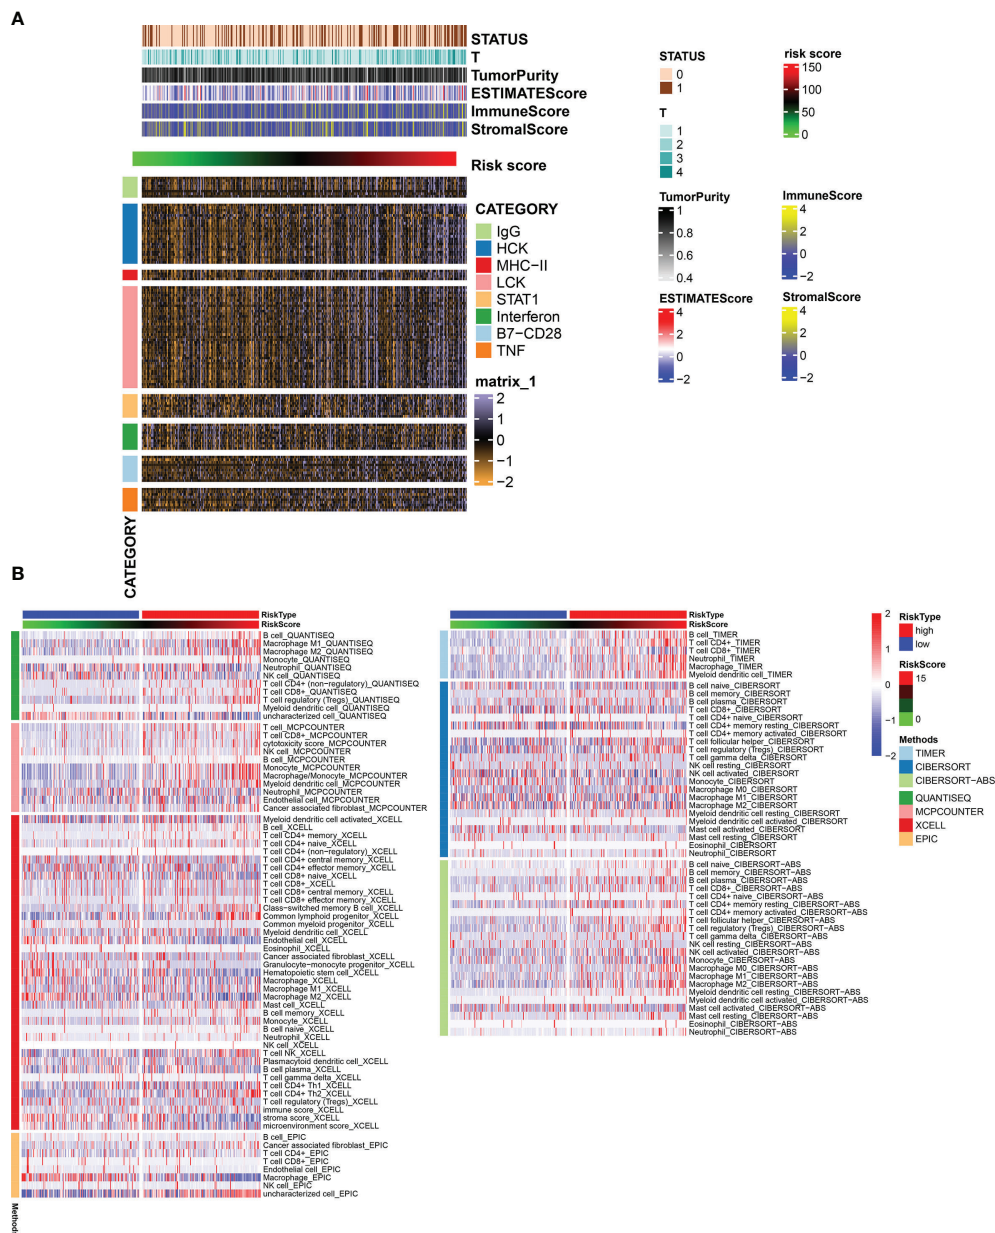 A
STATUS
T
TumorPurity
ESTIMATEScore
ImmuneScore
StromalScore
Risk score
CATEGORY
IgG
HCK
MHC−II
LCK
STAT1
Interferon
B7−CD28
TNF
matrix_1
2
1
0
−1
−2
CATEGORY
STATUS
0
1
T
1
2
3
4
TumorPurity
1
0.8
0.6
0.4
ESTIMATEScore
4
2
0
−2
risk score
150
100
50
0
ImmuneScore
4
2
0
−2
StromalScore
4
2
0
−2
B
RiskType
RiskScore
B cell_QUANTISEQ
Macrophage M1_QUANTISEQ
Macrophage M2_QUANTISEQ
Monocyte_QUANTISEQ
Neutrophil_QUANTISEQ
NK cell_QUANTISEQ
T cell CD4+ (non−regulatory)_QUANTISEQ
T cell CD8+_QUANTISEQ
T cell regulatory (Tregs)_QUANTISEQ
Myeloid dendritic cell_QUANTISEQ
uncharacterized cell_QUANTISEQ
T cell_MCPCOUNTER
T cell CD8+_MCPCOUNTER
cytotoxicity score_MCPCOUNTER
NK cell_MCPCOUNTER
B cell_MCPCOUNTER
Monocyte_MCPCOUNTER
Macrophage/Monocyte_MCPCOUNTER
Myeloid dendritic cell_MCPCOUNTER
Neutrophil_MCPCOUNTER
Endothelial cell_MCPCOUNTER
Cancer associated fibroblast_MCPCOUNTER
Myeloid dendritic cell activated_XCELL
B cell_XCELL
T cell CD4+ memory_XCELL
T cell CD4+ naive_XCELL
T cell CD4+ (non−regulatory)_XCELL
T cell CD4+ central memory_XCELL
T cell CD4+ effector memory_XCELL
T cell CD8+ naive_XCELL
T cell CD8+_XCELL
T cell CD8+ central memory_XCELL
T cell CD8+ effector memory_XCELL
Class−switched memory B cell_XCELL
Common lymphoid progenitor_XCELL
Common myeloid progenitor_XCELL
Myeloid dendritic cell_XCELL
Endothelial cell_XCELL
Eosinophil_XCELL
Cancer associated fibroblast_XCELL
Granulocyte−monocyte progenitor_XCELL
Hematopoietic stem cell_XCELL
Macrophage_XCELL
Macrophage M1_XCELL
Macrophage M2_XCELL
Mast cell_XCELL
B cell memory_XCELL
Monocyte_XCELL
B cell naive_XCELL
Neutrophil_XCELL
NK cell_XCELL
T cell NK_XCELL
Plasmacytoid dendritic cell_XCELL
B cell plasma_XCELL
T cell gamma delta_XCELL
T cell CD4+ Th1_XCELL
T cell CD4+ Th2_XCELL
T cell regulatory (Tregs)_XCELL
immune score_XCELL
stroma score_XCELL
microenvironment score_XCELL
B cell_EPIC
Cancer associated fibroblast_EPIC
T cell CD4+_EPIC
T cell CD8+_EPIC
Endothelial cell_EPIC
Macrophage_EPIC
NK cell_EPIC
uncharacterized cell_EPIC
Methods
RiskType
RiskScore
B cell_TIMER
T cell CD4+_TIMER
T cell CD8+_TIMER
Neutrophil_TIMER
Macrophage_TIMER
Myeloid dendritic cell_TIMER
B cell naive_CIBERSORT
B cell memory_CIBERSORT
B cell plasma_CIBERSORT
T cell CD8+_CIBERSORT
T cell CD4+ naive_CIBERSORT
T cell CD4+ memory resting_CIBERSORT
T cell CD4+ memory activated_CIBERSORT
T cell follicular helper_CIBERSORT
T cell regulatory (Tregs)_CIBERSORT
T cell gamma delta_CIBERSORT
NK cell resting_CIBERSORT
NK cell activated_CIBERSORT
Monocyte_CIBERSORT
Macrophage M0_CIBERSORT
Macrophage M1_CIBERSORT
Macrophage M2_CIBERSORT
Myeloid dendritic cell resting_CIBERSORT
Myeloid dendritic cell activated_CIBERSORT
Mast cell activated_CIBERSORT
Mast cell resting_CIBERSORT
Eosinophil_CIBERSORT
Neutrophil_CIBERSORT
B cell naive_CIBERSORT−ABS
B cell memory_CIBERSORT−ABS
B cell plasma_CIBERSORT−ABS
T cell CD8+_CIBERSORT−ABS
T cell CD4+ naive_CIBERSORT−ABS
T cell CD4+ memory resting_CIBERSORT−ABS
T cell CD4+ memory activated_CIBERSORT−ABS
T cell follicular helper_CIBERSORT−ABS
T cell regulatory (Tregs)_CIBERSORT−ABS
T cell gamma delta_CIBERSORT−ABS
NK cell resting_CIBERSORT−ABS
NK cell activated_CIBERSORT−ABS
Monocyte_CIBERSORT−ABS
Macrophage M0_CIBERSORT−ABS
Macrophage M1_CIBERSORT−ABS
Macrophage M2_CIBERSORT−ABS
Myeloid dendritic cell resting_CIBERSORT−ABS
Myeloid dendritic cell activated_CIBERSORT−ABS
Mast cell activated_CIBERSORT−ABS
Mast cell resting_CIBERSORT−ABS
Eosinophil_CIBERSORT−ABS
Neutrophil_CIBERSORT−ABS
2
1
0
−1
−2
RiskType
high
low
RiskScore
15
0
Methods
TIMER
CIBERSORT
CIBERSORT−ABS
QUANTISEQ
MCPCOUNTER
XCELL
EPIC